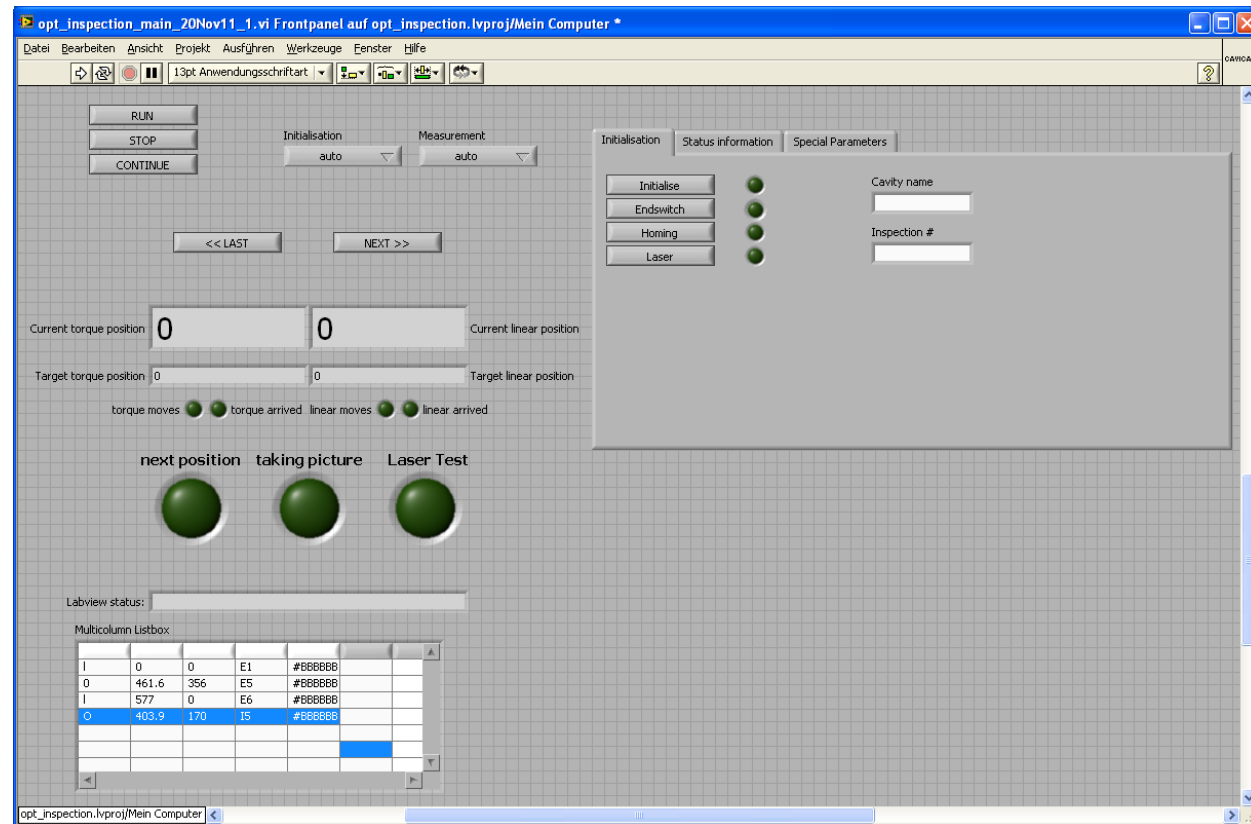 opt_inspection_main_20Nov11_1.vi Frontpanel auf opt_inspection.lvproj/Mein Computer *
Datei Bearbeiten Ansicht Projekt Ausführen Werkzeuge Fenster Hilfe
13pt Anwendungsschriftart
CAVICA
RUN
STOP
CONTINUE
Initialisation Measurement
auto auto
<< LAST NEXT >>
Current torque position 0 0 Current linear position
Target torque position 0 0 Target linear position
torque moves torque arrived linear moves linear arrived
next position taking picture Laser Test
Labview status:
Multicolumn Listbox
I 0 0 E1 #BBBBBB
0 461.6 356 E5 #BBBBBB
I 577 0 E6 #BBBBBB
O 403.9 170 I5 #BBBBBB
Initialisation Status information Special Parameters
Initialise
Endswitch
Homing
Laser
Cavity name
Inspection #
opt_inspection.lvproj/Mein Computer